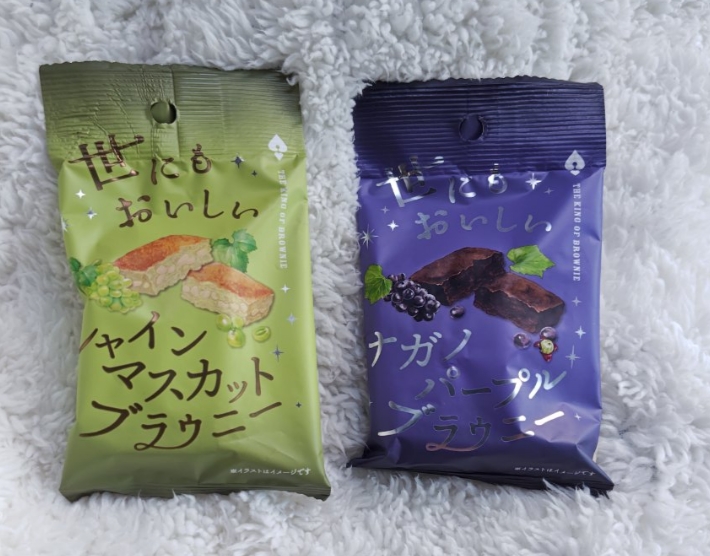 世にも
おいしい
THE KING OF BROWNIE
シャイン
マスカット
ブラウニー
※イラストはイメージです
世にも
おいしい
THE KING OF BROWNIE
ナガノ
パープル
ブラウニー
※イラストはイメージです